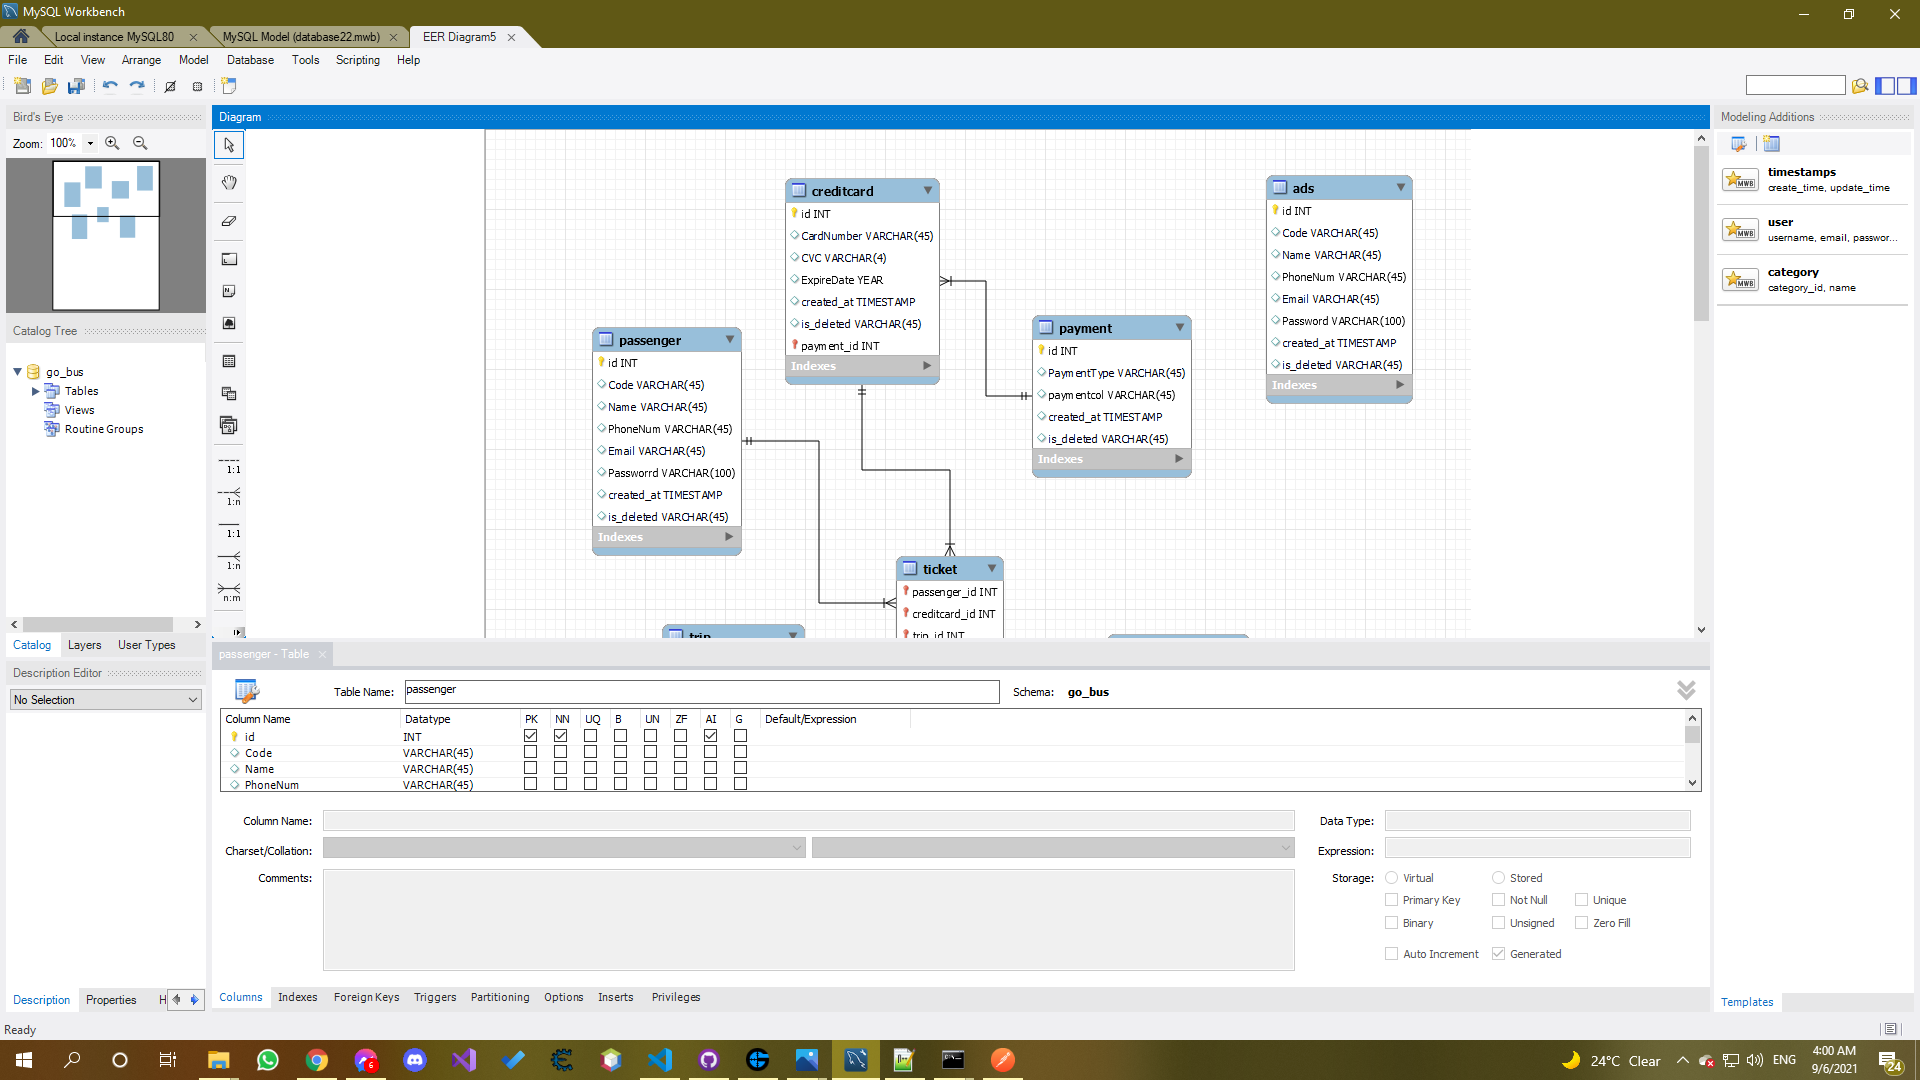 MySQL Workbench
Local instance MySQL80
MySQL Model (database22.mwb)
EER Diagram5
File Edit View Arrange Model Database Tools Scripting Help
Bird's Eye
Zoom: 100%
Catalog Tree
go_bus
Tables
Views
Routine Groups
Catalog Layers User Types
Description Editor
No Selection
Description Properties H
Ready
Diagram
1:1
1:n
1:1
1:n
n:m
creditcard
id INT
CardNumber VARCHAR(45)
CVC VARCHAR(4)
ExpireDate YEAR
created_at TIMESTAMP
is_deleted VARCHAR(45)
payment_id INT
Indexes
ads
id INT
Code VARCHAR(45)
Name VARCHAR(45)
PhoneNum VARCHAR(45)
Email VARCHAR(45)
Password VARCHAR(100)
created_at TIMESTAMP
is_deleted VARCHAR(45)
Indexes
passenger
id INT
Code VARCHAR(45)
Name VARCHAR(45)
PhoneNum VARCHAR(45)
Email VARCHAR(45)
Passworrd VARCHAR(100)
created_at TIMESTAMP
is_deleted VARCHAR(45)
Indexes
payment
id INT
PaymentType VARCHAR(45)
paymentcol VARCHAR(45)
created_at TIMESTAMP
is_deleted VARCHAR(45)
Indexes
ticket
passenger_id INT
creditcard_id INT
trip_id INT
trip
Modeling Additions
timestamps
create_time, update_time
user
username, email, passwor...
category
category_id, name
Templates
passenger - Table
Table Name: passenger Schema: go_bus
Column Name Datatype PK NN UQ B UN ZF AI G Default/Expression
id INT
Code VARCHAR(45)
Name VARCHAR(45)
PhoneNum VARCHAR(45)
Column Name: Data Type:
Charset/Collation: Expression:
Comments: Storage: Virtual Stored
Primary Key Not Null Unique
Binary Unsigned Zero Fill
Auto Increment Generated
Columns Indexes Foreign Keys Triggers Partitioning Options Inserts Privileges
6
24°C Clear
ENG
4:00 AM
9/6/2021
24